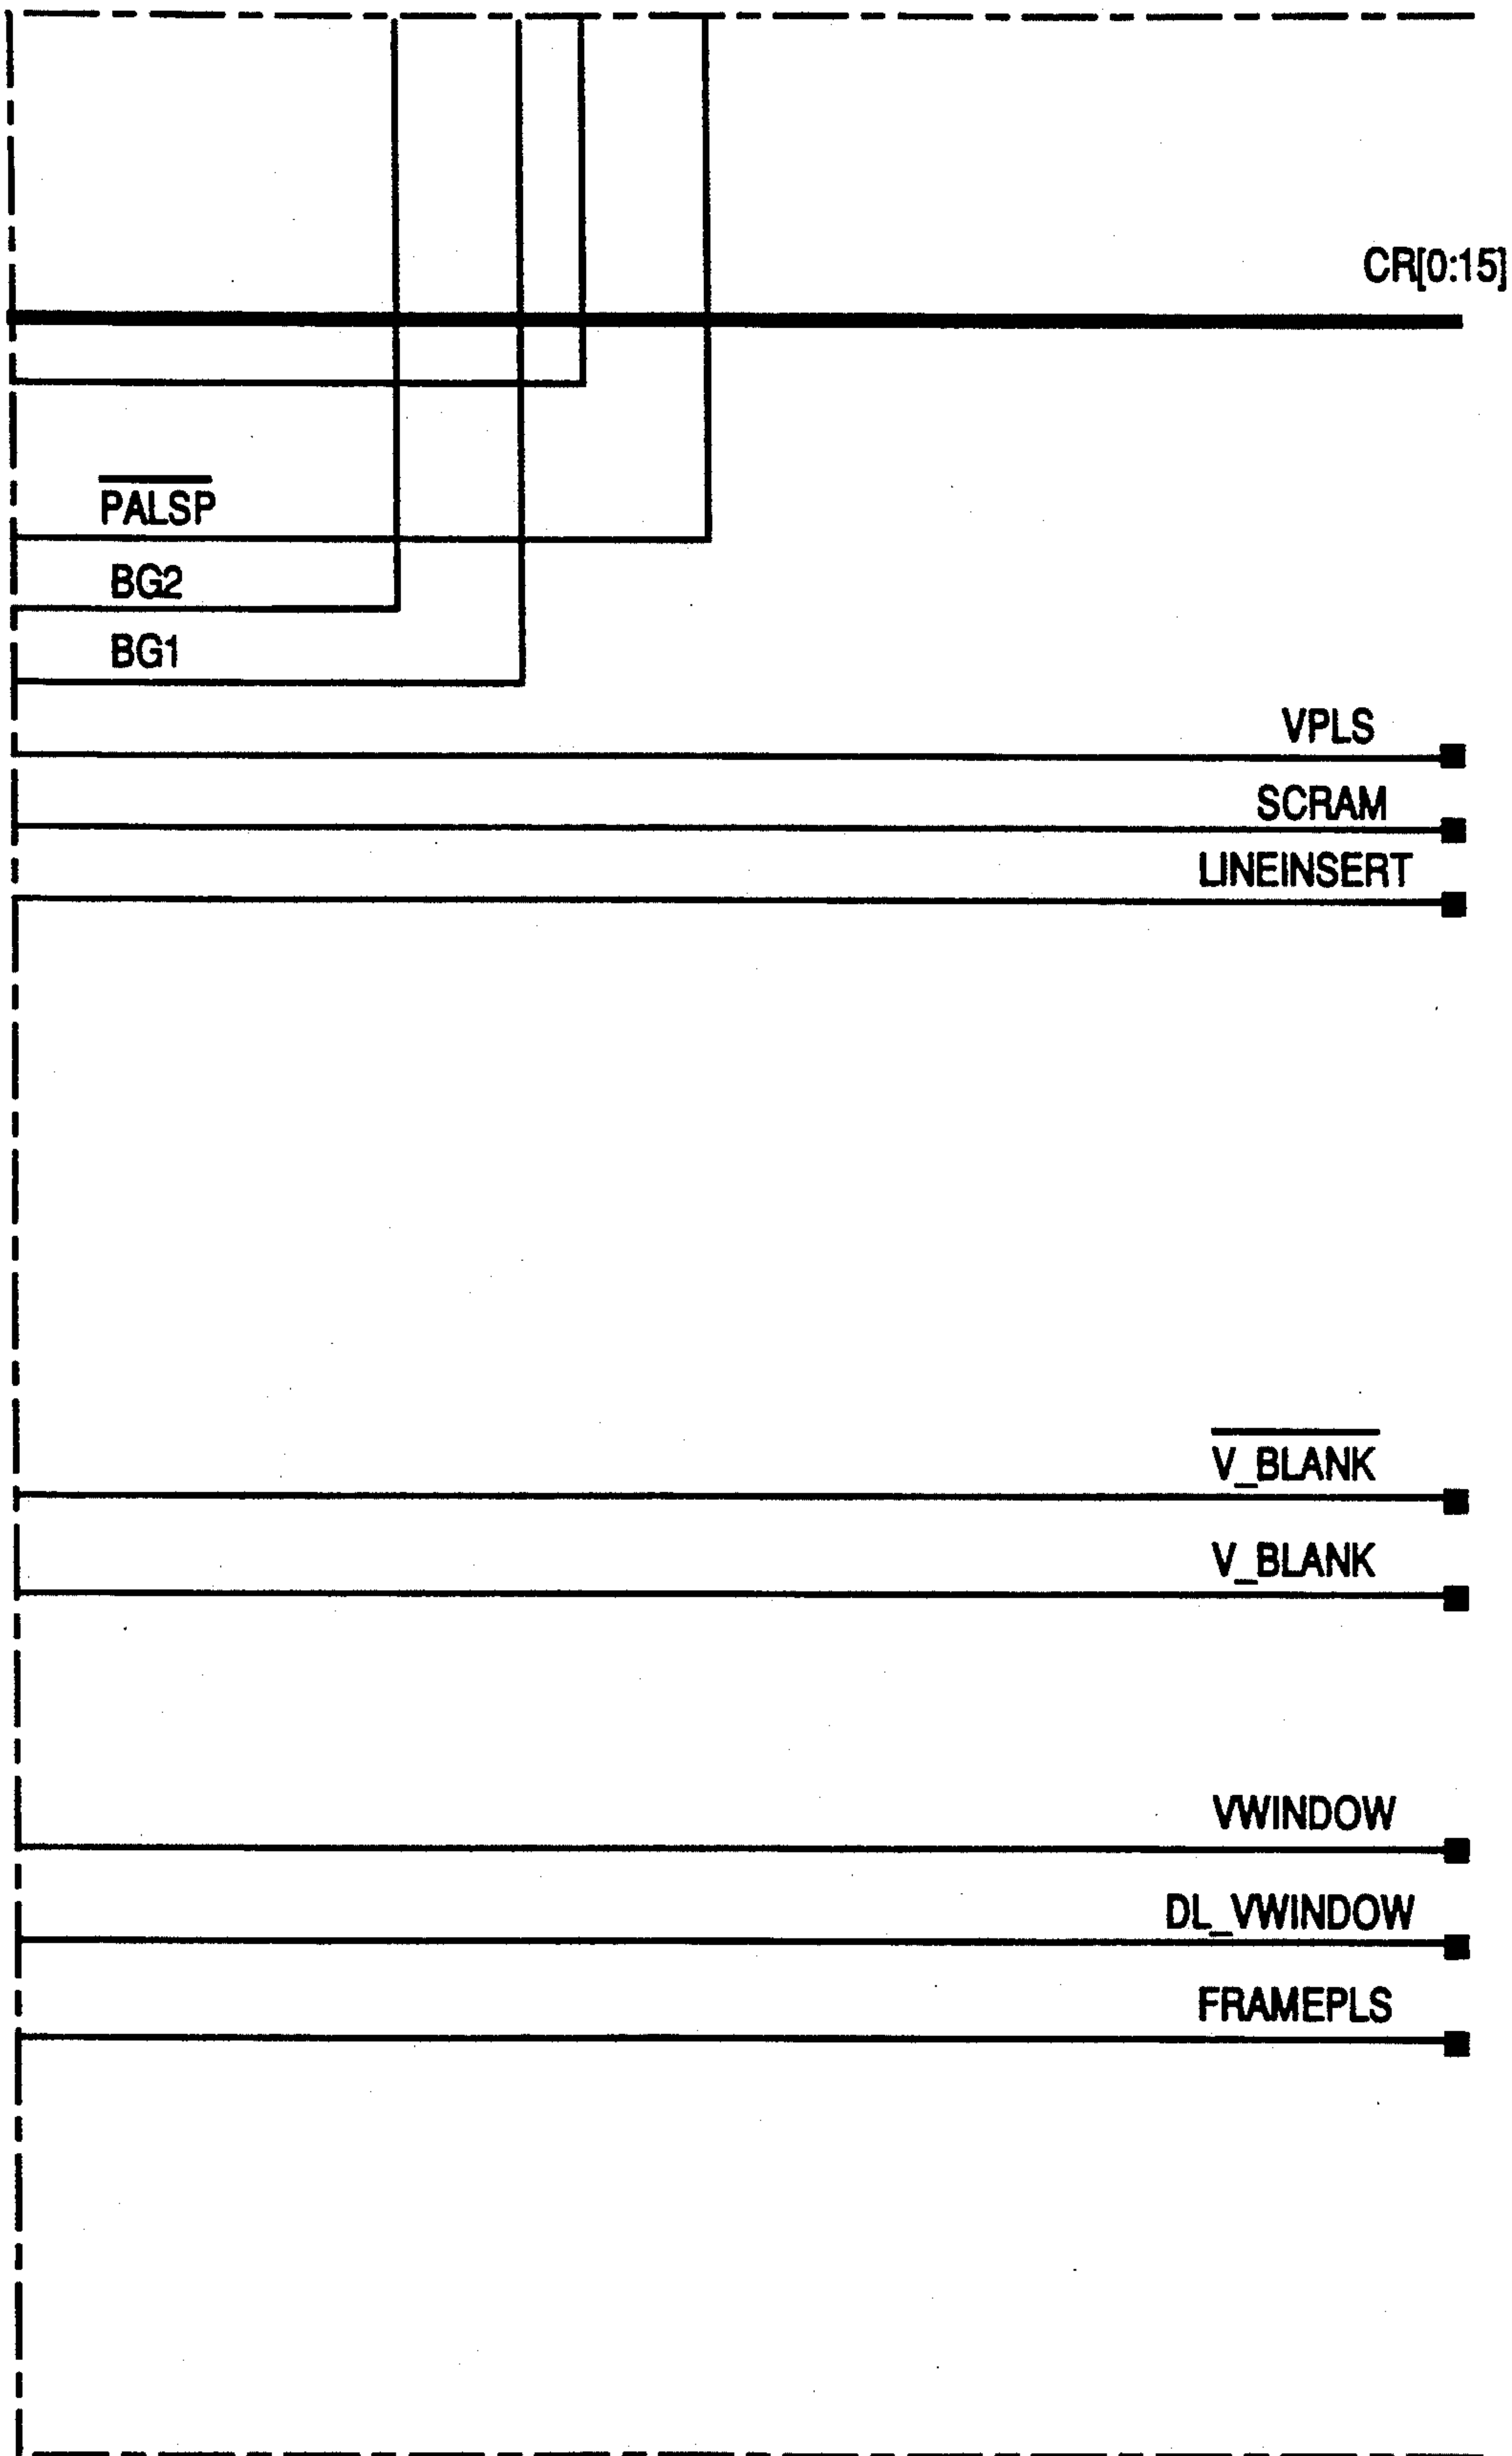 CR[0:15]
PALSP
BG2
BG1
VPLS
SCRAM
LINEINSERT
V_BLANK
V_BLANK
VWINDOW
DL_VWINDOW
FRAMEPLS